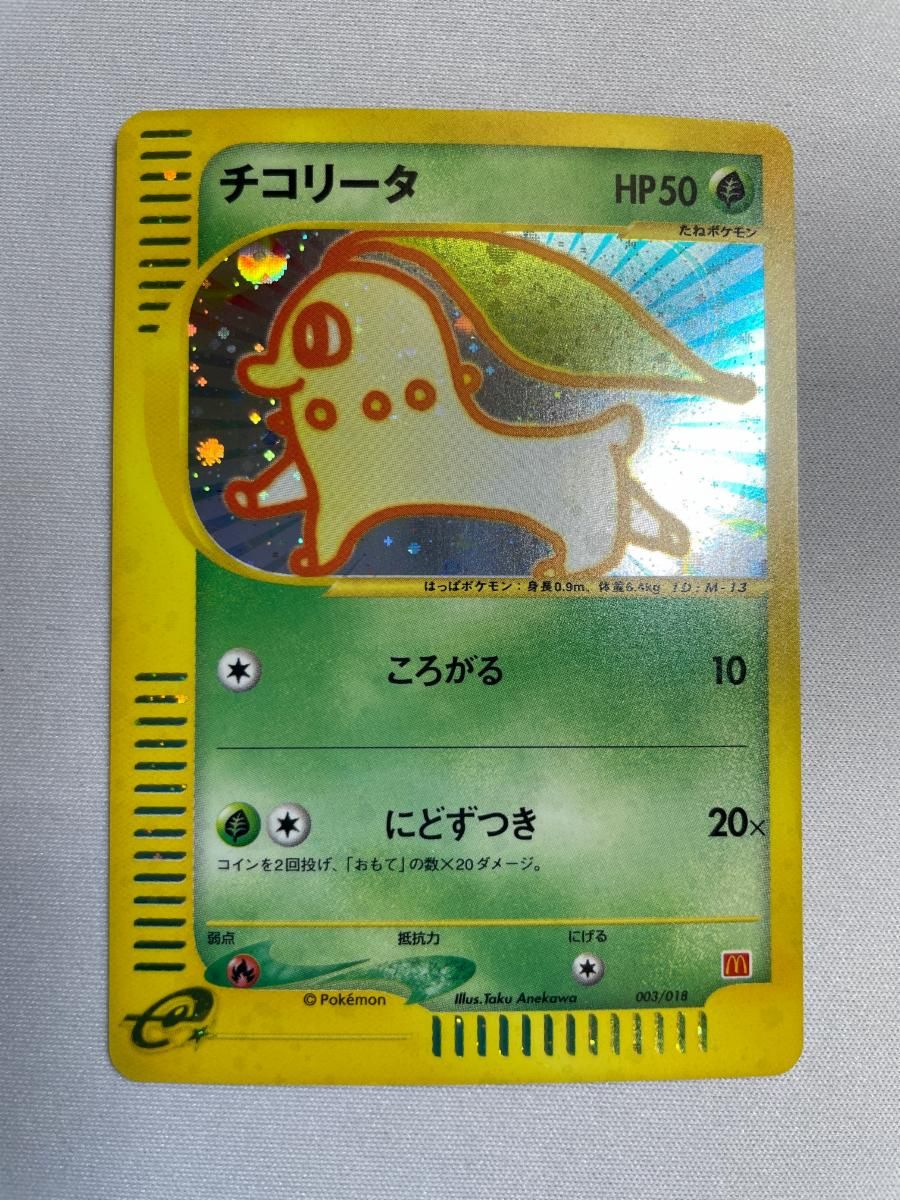 チコリータ HP50
たねポケモン
はっぱポケモン：身長0.9m、体重6.4kg ID：M-13
ころがる 10
にどずつき 20×
コインを2回投げ、「おもて」の数×20ダメージ。
弱点 抵抗力 にげる
©Pokémon Illus.Taku Anekawa 003/018